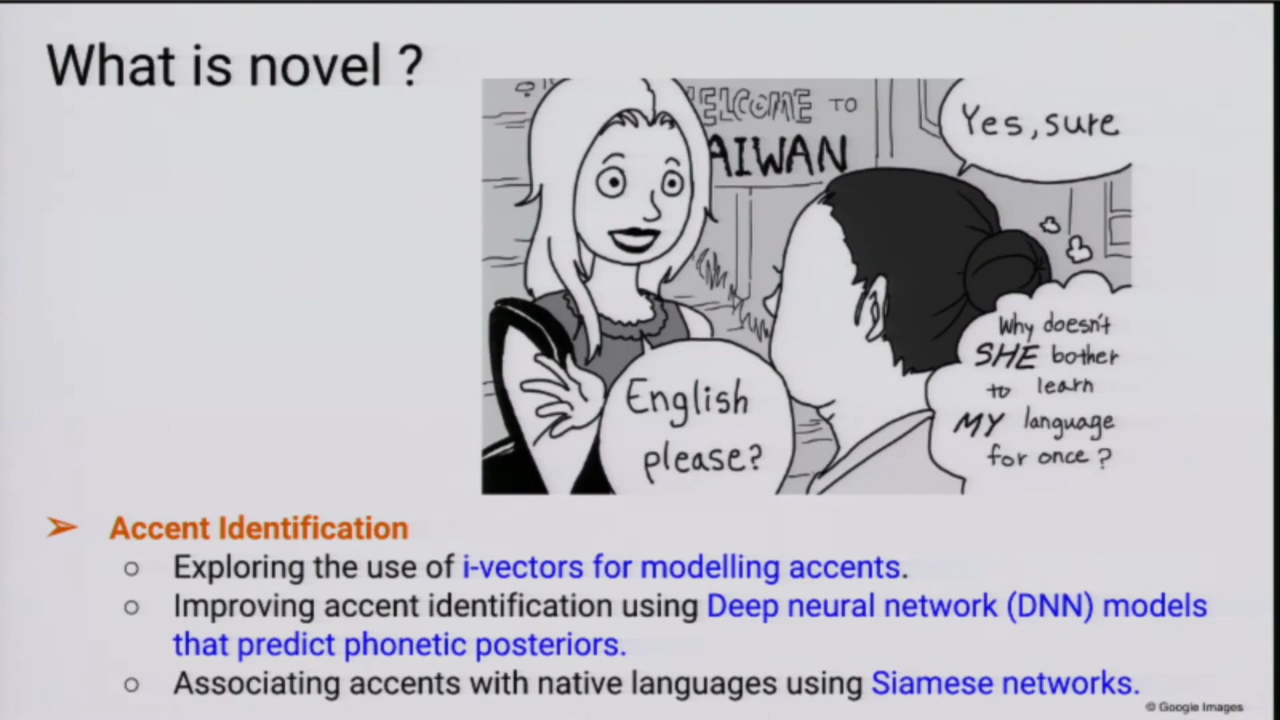 What is novel ?
ELCOME TO
AIWAN
Yes, sure
English
please?
Why doesn't
SHE bother
to learn
MY language
for once?
➢ Accent Identification
○ Exploring the use of i-vectors for modelling accents.
○ Improving accent identification using Deep neural network (DNN) models
that predict phonetic posteriors.
○ Associating accents with native languages using Siamese networks.
© Google Images